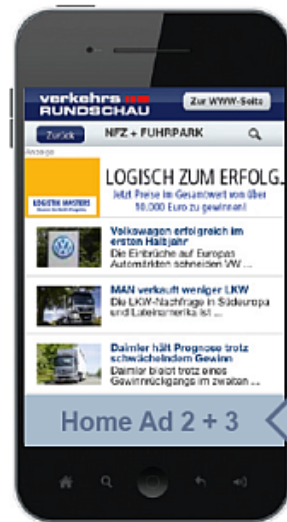 verkehrs
RUNDSCHAU
Zur WWW-Seite
Zurück
NFZ + FUHRPARK
Anzeige
LOGISTIK MASTERS
LOGISCH ZUM ERFOLG.
Jetzt Preise im Gesamtwert von über
10.000 Euro zu gewinnen!
Volkswagen erfolgreich im
ersten Halbjahr
Die Einbrüche auf Europas
Automärkten schneiden VW ...
MAN verkauft weniger LKW
Die LKW-Nachfrage in Südeuropa
und Lateinamerika ist ...
Daimler hält Prognose trotz
schwächelndem Gewinn
Daimler bleibt trotz eines
Gewinnrückgangs im zweiten ...
Home Ad 2 + 3